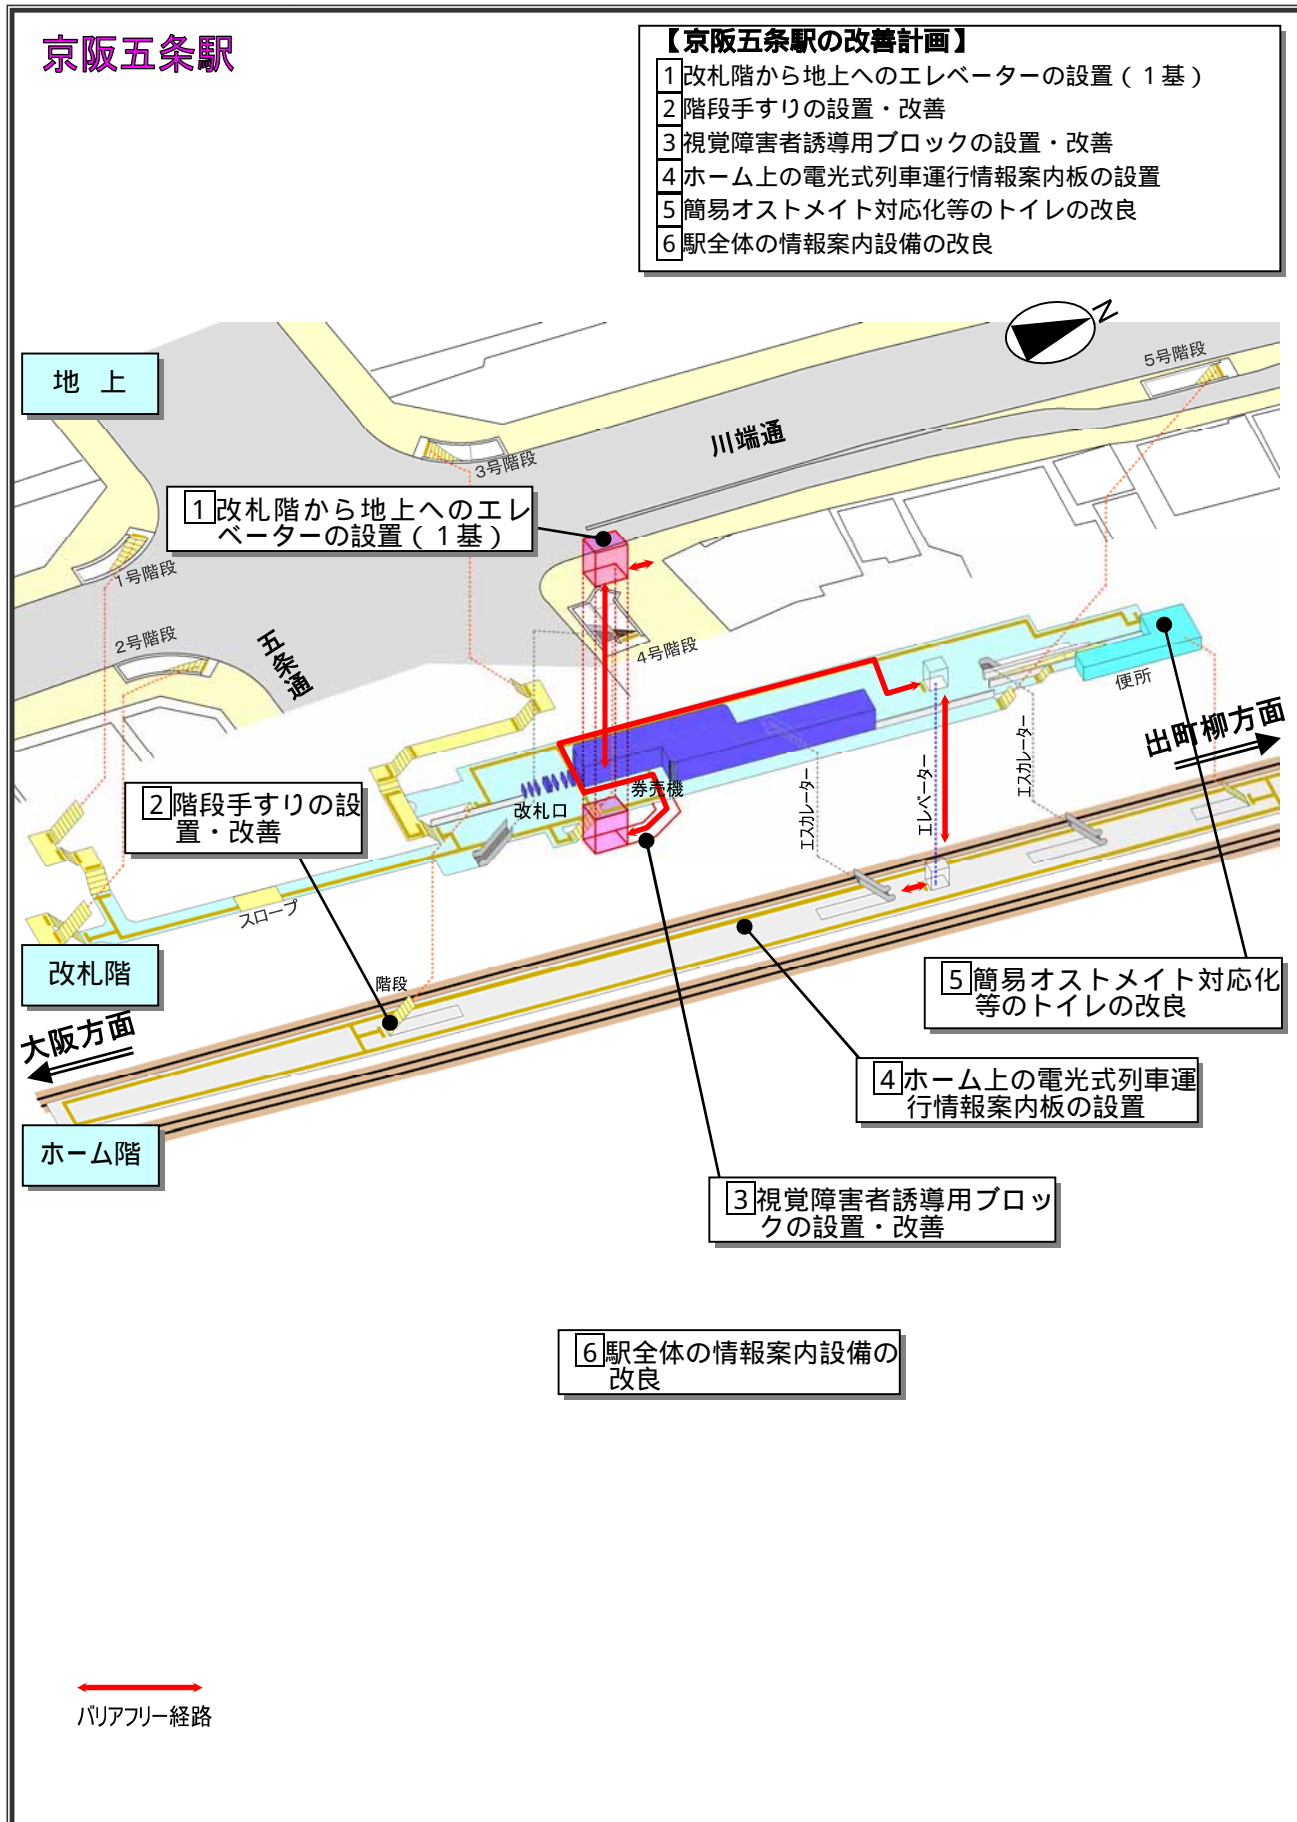 京阪五条駅
【京阪五条駅の改善計画】
1 改札階から地上へのエレベーターの設置(1基)
2 階段手すりの設置・改善
3 視覚障害者誘導用ブロックの設置・改善
4 ホーム上の電光式列車運行情報案内板の設置
5 簡易オストメイト対応化等のトイレの改良
6 駅全体の情報案内設備の改良
N
地 上
5号階段
川端通
3号階段
1 改札階から地上へのエレ
ベーターの設置(1基)
1号階段
2号階段
五条通
4号階段
便所
出町柳方面
エスカレーター
エレベーター
エスカレーター
券売機
改札口
2 階段手すりの設
置・改善
スロープ
改札階
階段
5 簡易オストメイト対応化
等のトイレの改良
大阪方面
4 ホーム上の電光式列車運
行情報案内板の設置
ホーム階
3 視覚障害者誘導用ブロッ
クの設置・改善
6 駅全体の情報案内設備の
改良
バリアフリー経路